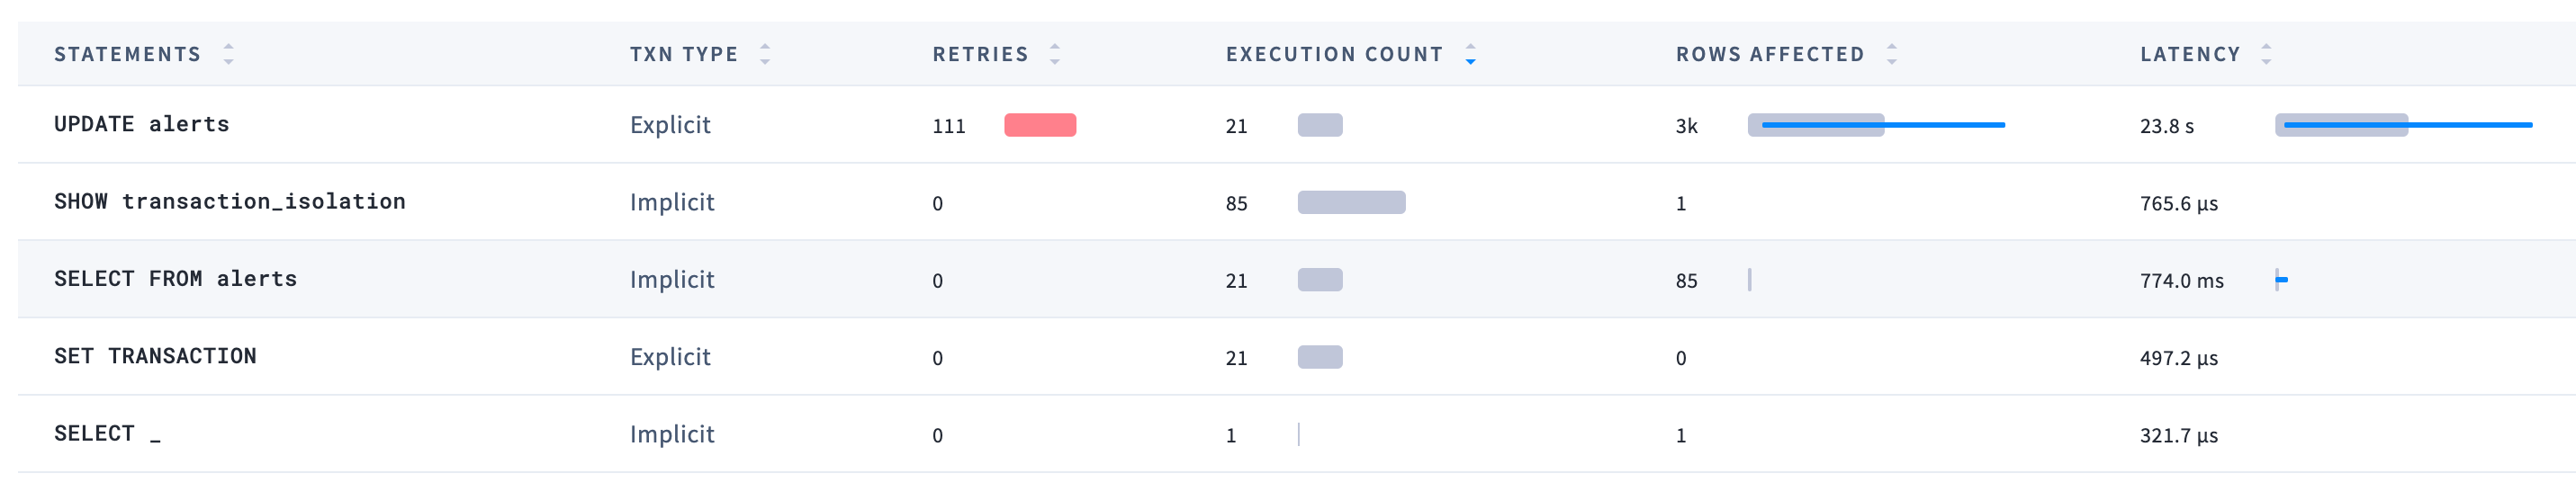 STATEMENTS TXN TYPE RETRIES EXECUTION COUNT ROWS AFFECTED LATENCY
UPDATE alerts Explicit 111 21 3k 23.8 s
SHOW transaction_isolation Implicit 0 85 1 765.6 µs
SELECT FROM alerts Implicit 0 21 85 774.0 ms
SET TRANSACTION Explicit 0 21 0 497.2 µs
SELECT _ Implicit 0 1 1 321.7 µs